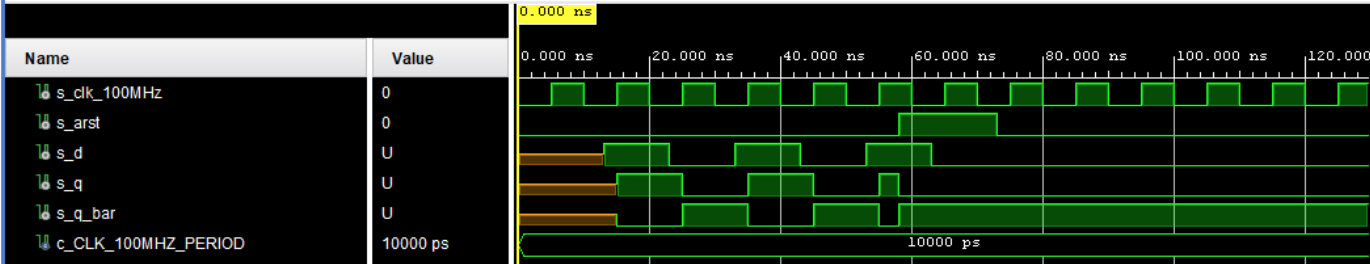 0.000 ns
Name Value
0.000 ns 20.000 ns 40.000 ns 60.000 ns 80.000 ns 100.000 ns 120.000
s_clk_100MHz 0
s_arst 0
s_d U
s_q U
s_q_bar U
c_CLK_100MHZ_PERIOD 10000 ps 10000 ps